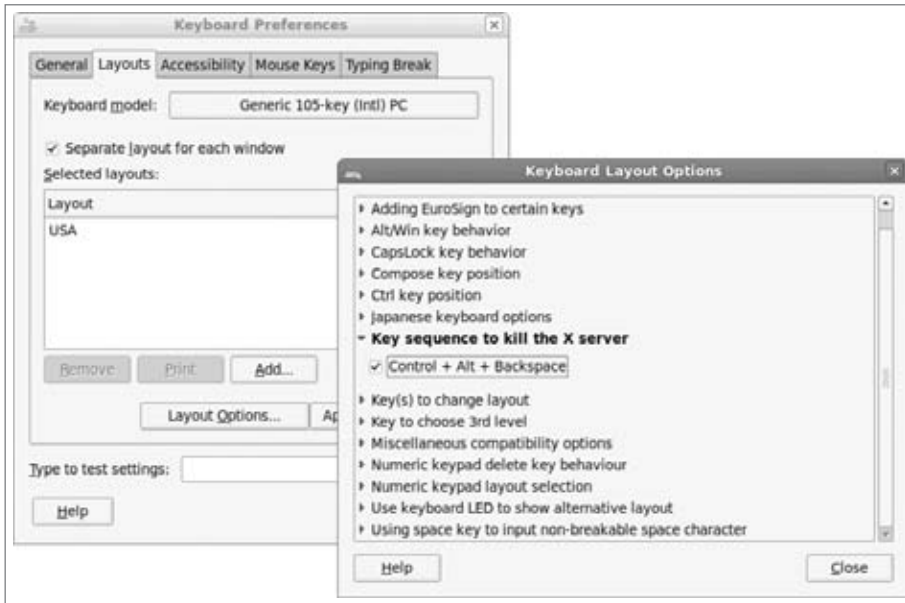 Keyboard Preferences
General Layouts Accessibility Mouse Keys Typing Break
Keyboard model: Generic 105-key (Intl) PC
Separate layout for each window
Selected layouts:
Layout
USA
Remove Print Add...
Layout Options... Ap
Type to test settings:
Help
Keyboard Layout Options
Adding EuroSign to certain keys
Alt/Win key behavior
CapsLock key behavior
Compose key position
Ctrl key position
Japanese keyboard options
Key sequence to kill the X server
Control + Alt + Backspace
Key(s) to change layout
Key to choose 3rd level
Miscellaneous compatibility options
Numeric keypad delete key behaviour
Numeric keypad layout selection
Use keyboard LED to show alternative layout
Using space key to input non-breakable space character
Help Close